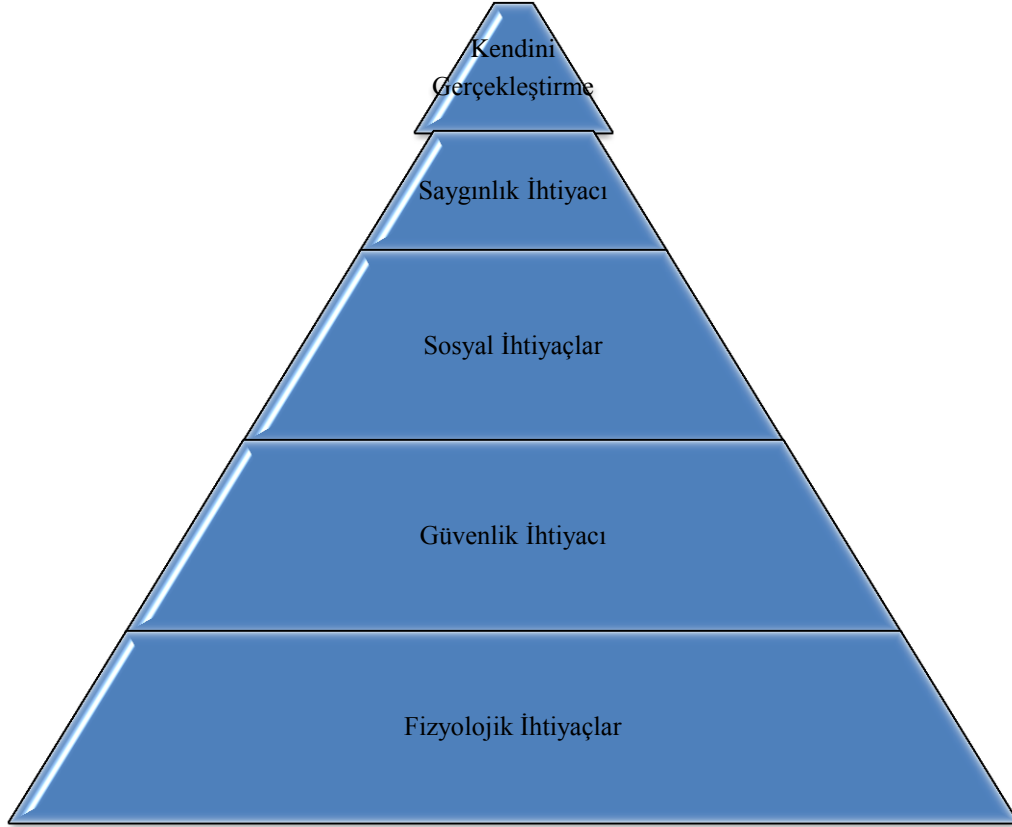 Kendini
Gerçekleştirme
Saygınlık İhtiyacı
Sosyal İhtiyaçlar
Güvenlik İhtiyacı
Fizyolojik İhtiyaçlar